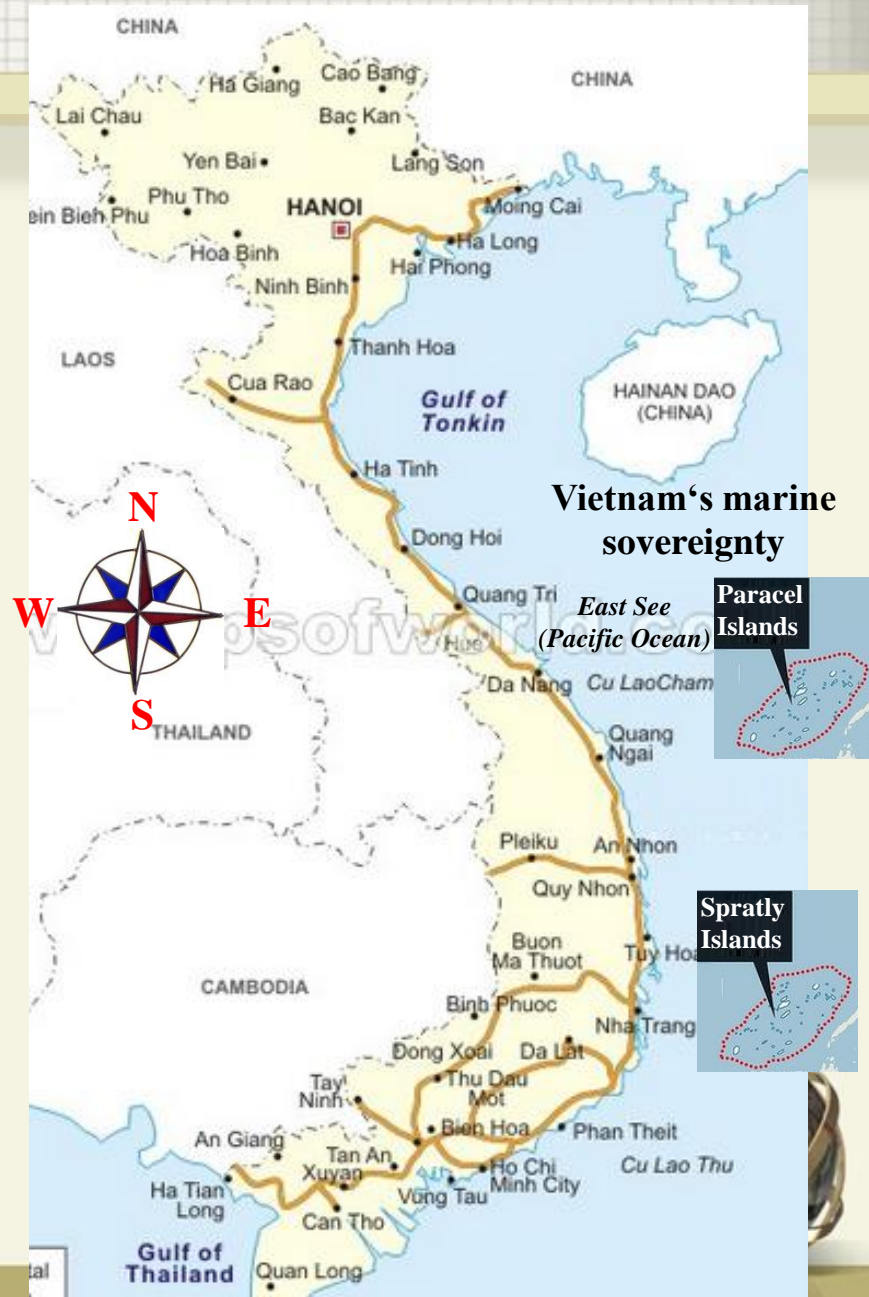 CHINA
CHINA
Ha Giang
Cao Bang
Lai Chau
Bac Kan
Yen Bai
Lang Son
ein Bieh Phu
Phu Tho
HANOI
Moing Cai
Hoa Binh
Ha Long
Hai Phong
Ninh Binh
LAOS
Thanh Hoa
Cua Rao
Gulf of
Tonkin
HAINAN DAO
(CHINA)
Ha Tinh
N
Vietnam‘s marine
sovereignty
Dong Hoi
W
E
Quang Tri
East See
(Pacific Ocean)
Paracel
Islands
psofworld.co
Hue
S
THAILAND
Da Nang
Cu LaoCham
Quang
Ngai
Pleiku
An Nhon
Quy Nhon
Spratly
Islands
Buon
Ma Thuot
Tuy Hoa
CAMBODIA
Binh Phuoc
Nha Trang
Dong Xoai
Da Lat
Tay
Ninh
Thu Dau
Mot
Bien Hoa
Phan Theit
An Giang
Tan An
Xuyan
Ho Chi
Minh City
Cu Lao Thu
Ha Tian
Long
Vung Tau
Can Tho
Gulf of
Thailand
Quan Long
tal